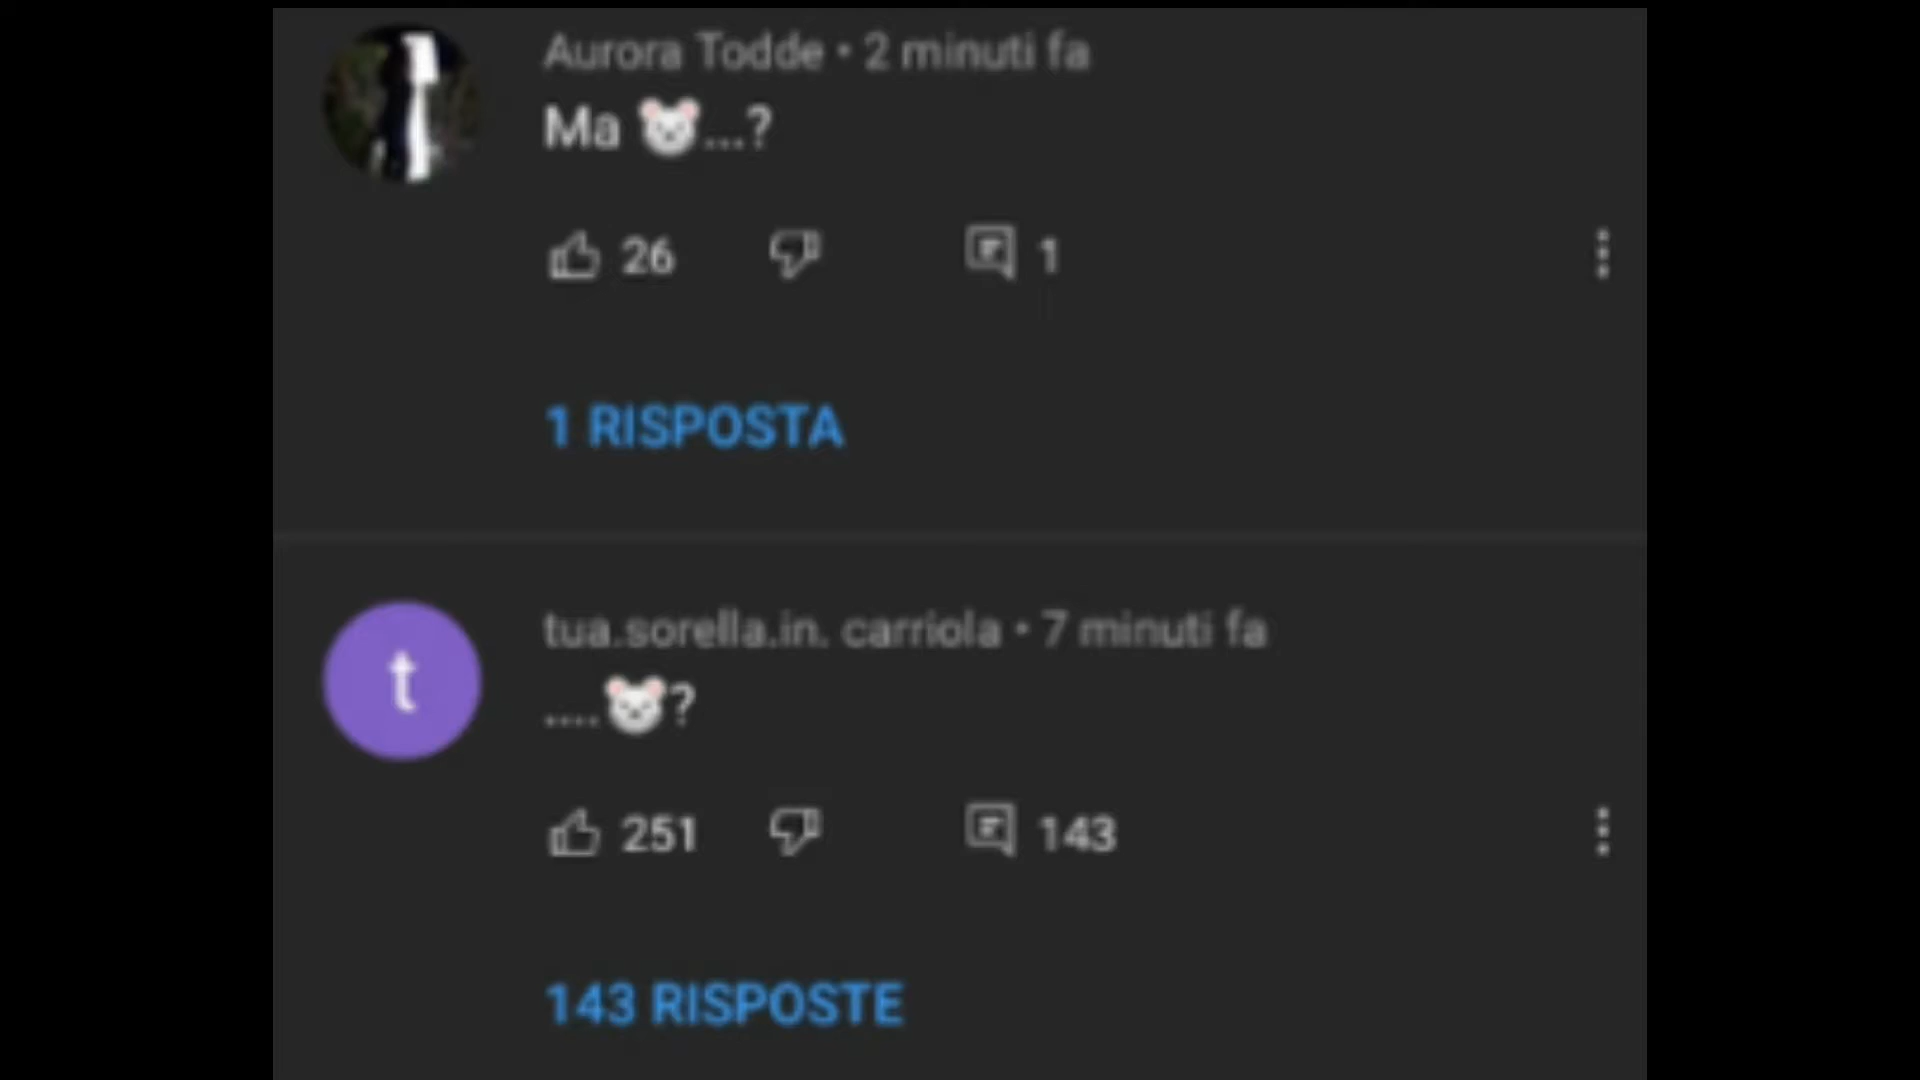 Aurora Todde • 2 minuti fa
Ma 🐭...?
26 1
1 RISPOSTA
t
tua.sorella.in. carriola • 7 minuti fa
....🐭?
251 143
143 RISPOSTE